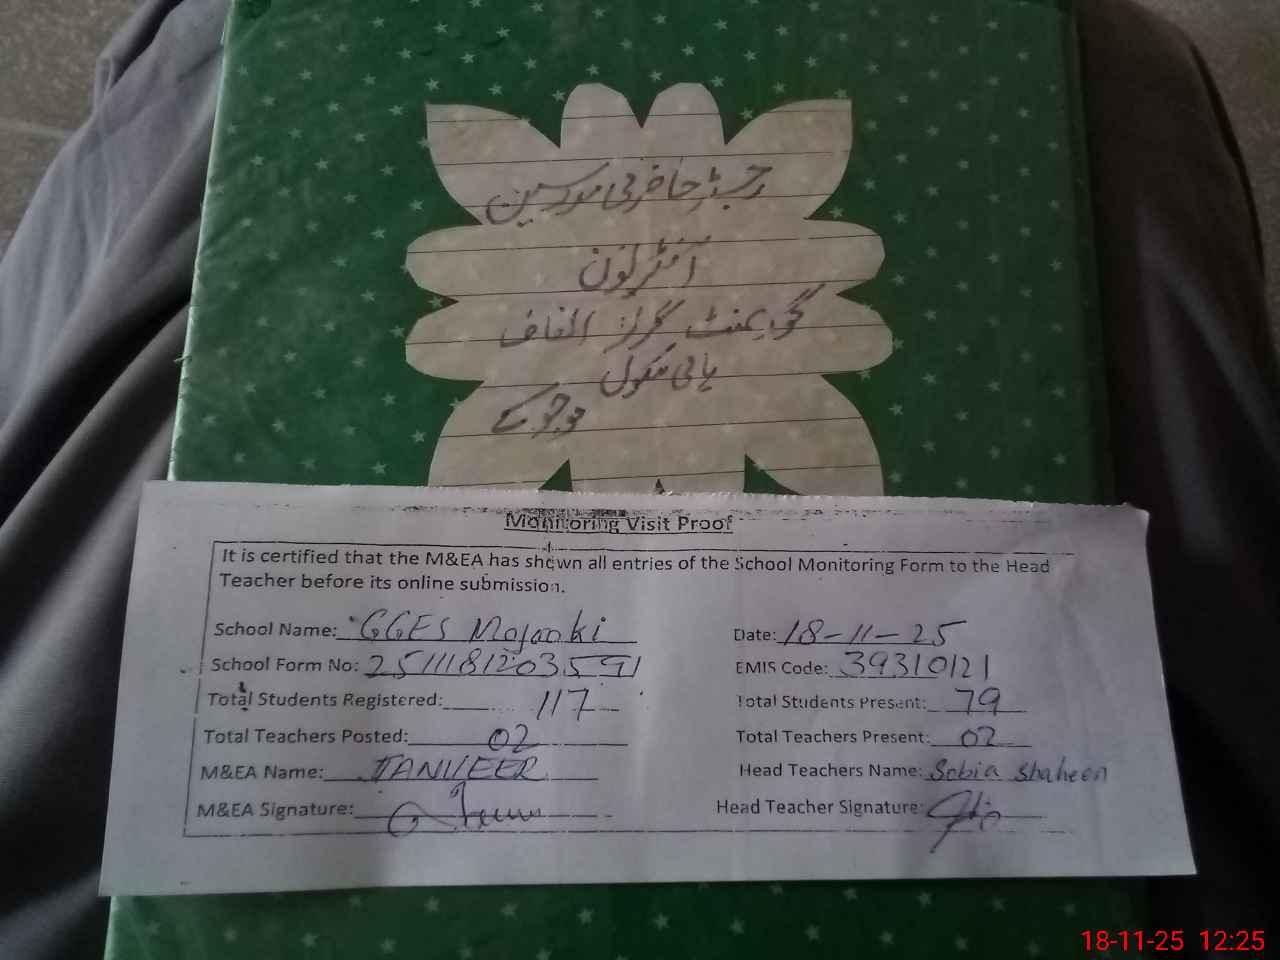 رجسٹر حاضری مدرسین
آفٹرنون
گورنمنٹ گرلز
ہائی سکول
Monitoring Visit Proof
It is certified that the M&EA has shown all entries of the School Monitoring Form to the Head
Teacher before its online submission.
School Name: GGES Mojooki Date: 18-11-25
School Form No: 2511181203591 EMIS Code: 39310121
Total Students Registered: 117 Total Students Present: 79
Total Teachers Posted: 02 Total Teachers Present: 02
M&EA Name: TANVEER Head Teachers Name: Sobia Shaheen
M&EA Signature: Head Teacher Signature:
18-11-25 12:25